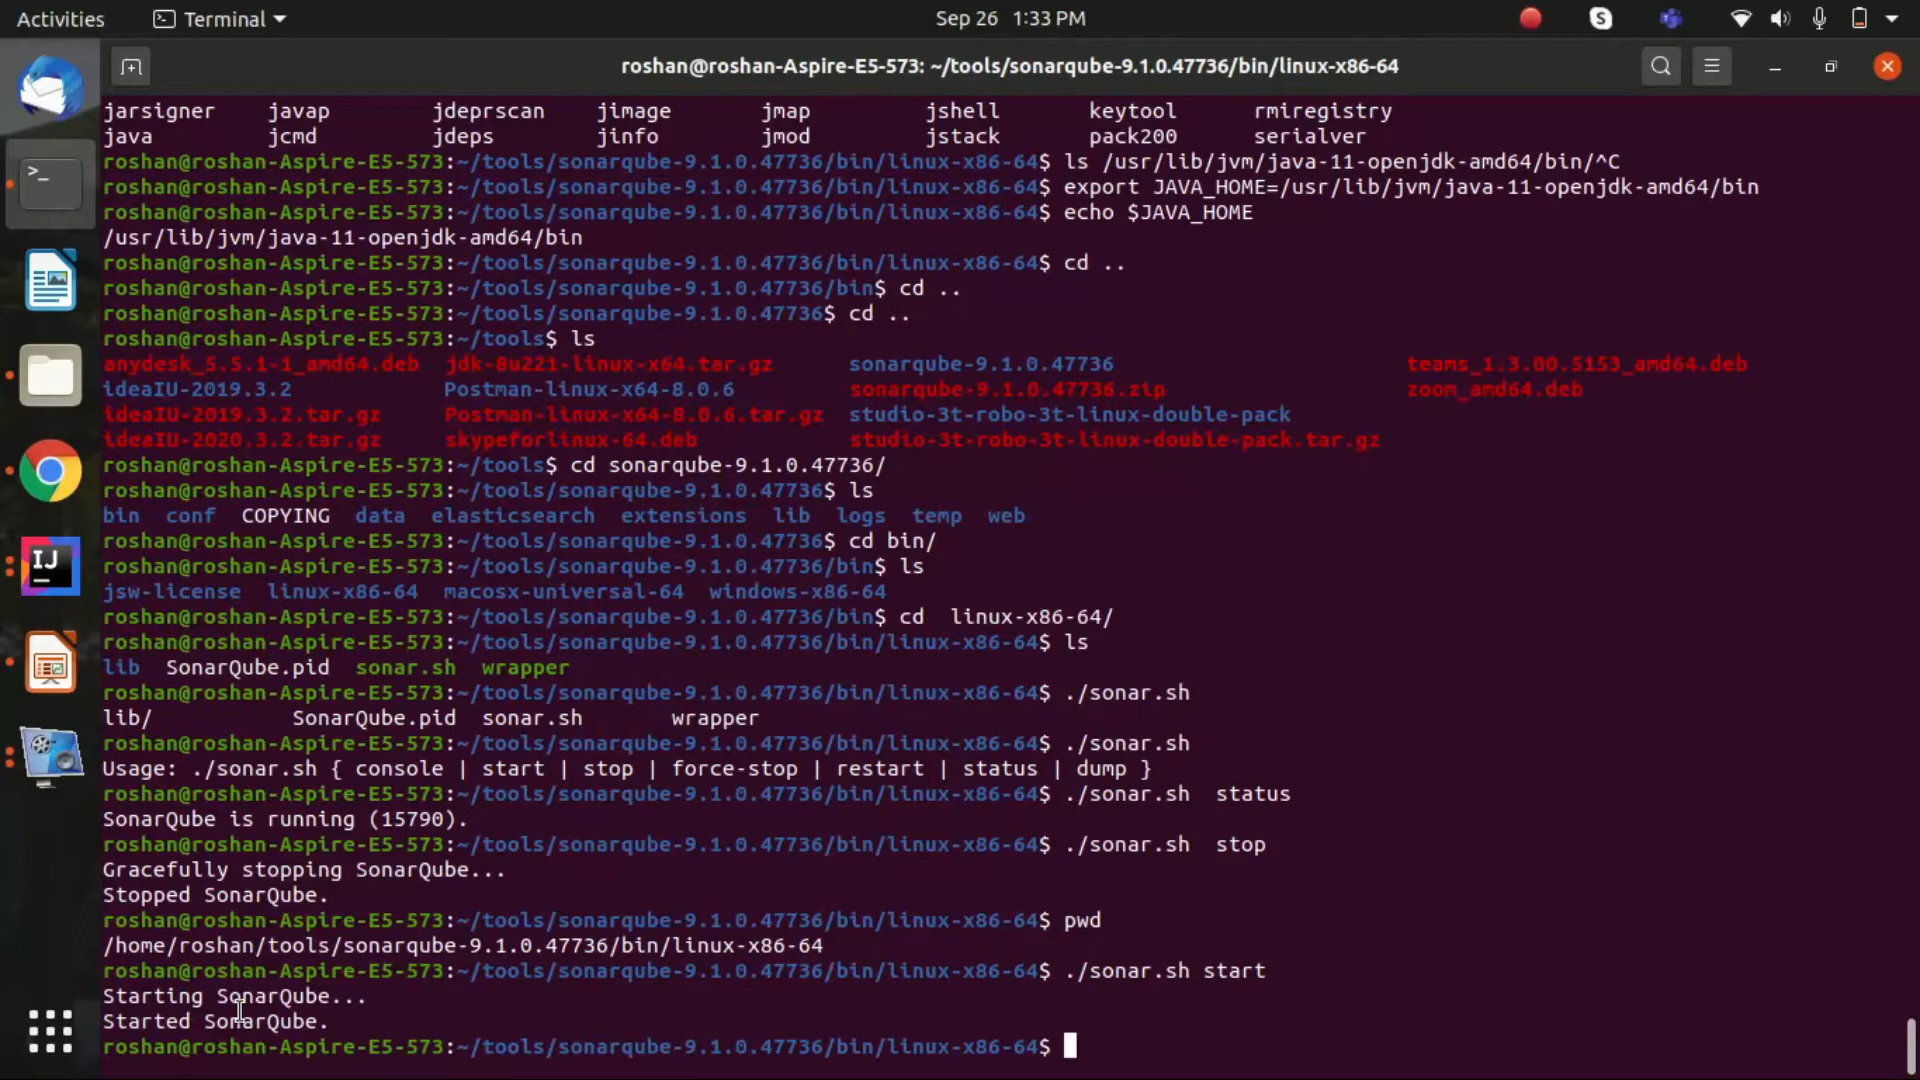 Activities Terminal Sep 26 1:33 PM
roshan@roshan-Aspire-E5-573: ~/tools/sonarqube-9.1.0.47736/bin/linux-x86-64
jarsigner javap jdeprscan jimage jmap jshell keytool rmiregistry
java jcmd jdeps jinfo jmod jstack pack200 serialver
roshan@roshan-Aspire-E5-573:~/tools/sonarqube-9.1.0.47736/bin/linux-x86-64$ ls /usr/lib/jvm/java-11-openjdk-amd64/bin/^C
roshan@roshan-Aspire-E5-573:~/tools/sonarqube-9.1.0.47736/bin/linux-x86-64$ export JAVA_HOME=/usr/lib/jvm/java-11-openjdk-amd64/bin
roshan@roshan-Aspire-E5-573:~/tools/sonarqube-9.1.0.47736/bin/linux-x86-64$ echo $JAVA_HOME
/usr/lib/jvm/java-11-openjdk-amd64/bin
roshan@roshan-Aspire-E5-573:~/tools/sonarqube-9.1.0.47736/bin/linux-x86-64$ cd ..
roshan@roshan-Aspire-E5-573:~/tools/sonarqube-9.1.0.47736/bin$ cd ..
roshan@roshan-Aspire-E5-573:~/tools/sonarqube-9.1.0.47736$ cd ..
roshan@roshan-Aspire-E5-573:~/tools$ ls
anydesk_5.5.1-1_amd64.deb jdk-8u221-linux-x64.tar.gz sonarqube-9.1.0.47736 teams_1.3.00.5153_amd64.deb
ideaIU-2019.3.2 Postman-linux-x64-8.0.6 sonarqube-9.1.0.47736.zip zoom_amd64.deb
ideaIU-2019.3.2.tar.gz Postman-linux-x64-8.0.6.tar.gz studio-3t-robo-3t-linux-double-pack
ideaIU-2020.3.2.tar.gz skypeforlinux-64.deb studio-3t-robo-3t-linux-double-pack.tar.gz
roshan@roshan-Aspire-E5-573:~/tools$ cd sonarqube-9.1.0.47736/
roshan@roshan-Aspire-E5-573:~/tools/sonarqube-9.1.0.47736$ ls
bin conf COPYING data elasticsearch extensions lib logs temp web
roshan@roshan-Aspire-E5-573:~/tools/sonarqube-9.1.0.47736$ cd bin/
roshan@roshan-Aspire-E5-573:~/tools/sonarqube-9.1.0.47736/bin$ ls
jsw-license linux-x86-64 macosx-universal-64 windows-x86-64
roshan@roshan-Aspire-E5-573:~/tools/sonarqube-9.1.0.47736/bin$ cd  linux-x86-64/
roshan@roshan-Aspire-E5-573:~/tools/sonarqube-9.1.0.47736/bin/linux-x86-64$ ls
lib SonarQube.pid sonar.sh wrapper
roshan@roshan-Aspire-E5-573:~/tools/sonarqube-9.1.0.47736/bin/linux-x86-64$ ./sonar.sh
lib/ SonarQube.pid sonar.sh wrapper
roshan@roshan-Aspire-E5-573:~/tools/sonarqube-9.1.0.47736/bin/linux-x86-64$ ./sonar.sh
Usage: ./sonar.sh { console | start | stop | force-stop | restart | status | dump }
roshan@roshan-Aspire-E5-573:~/tools/sonarqube-9.1.0.47736/bin/linux-x86-64$ ./sonar.sh  status
SonarQube is running (15790).
roshan@roshan-Aspire-E5-573:~/tools/sonarqube-9.1.0.47736/bin/linux-x86-64$ ./sonar.sh  stop
Gracefully stopping SonarQube...
Stopped SonarQube.
roshan@roshan-Aspire-E5-573:~/tools/sonarqube-9.1.0.47736/bin/linux-x86-64$ pwd
/home/roshan/tools/sonarqube-9.1.0.47736/bin/linux-x86-64
roshan@roshan-Aspire-E5-573:~/tools/sonarqube-9.1.0.47736/bin/linux-x86-64$ ./sonar.sh start
Starting SonarQube...
Started SonarQube.
roshan@roshan-Aspire-E5-573:~/tools/sonarqube-9.1.0.47736/bin/linux-x86-64$